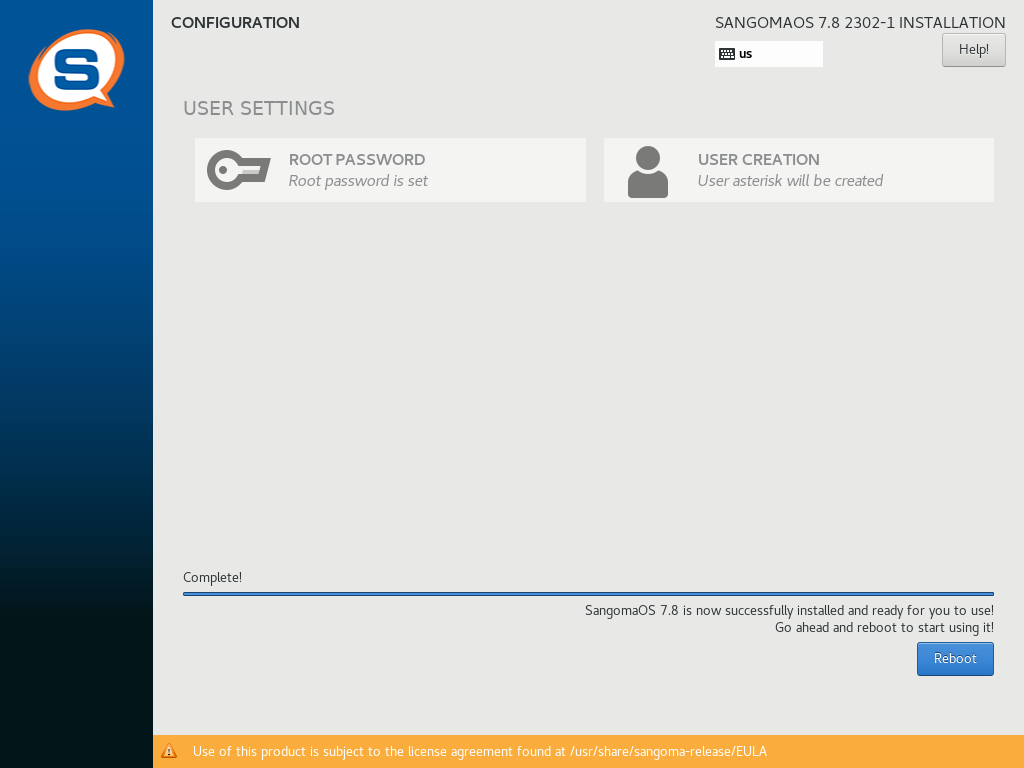 S
CONFIGURATION
SANGOMAOS 7.8 2302-1 INSTALLATION
us
Help!
USER SETTINGS
ROOT PASSWORD
Root password is set
USER CREATION
User asterisk will be created
Complete!
SangomaOS 7.8 is now successfully installed and ready for you to use!
Go ahead and reboot to start using it!
Reboot
Use of this product is subject to the license agreement found at /usr/share/sangoma-release/EULA